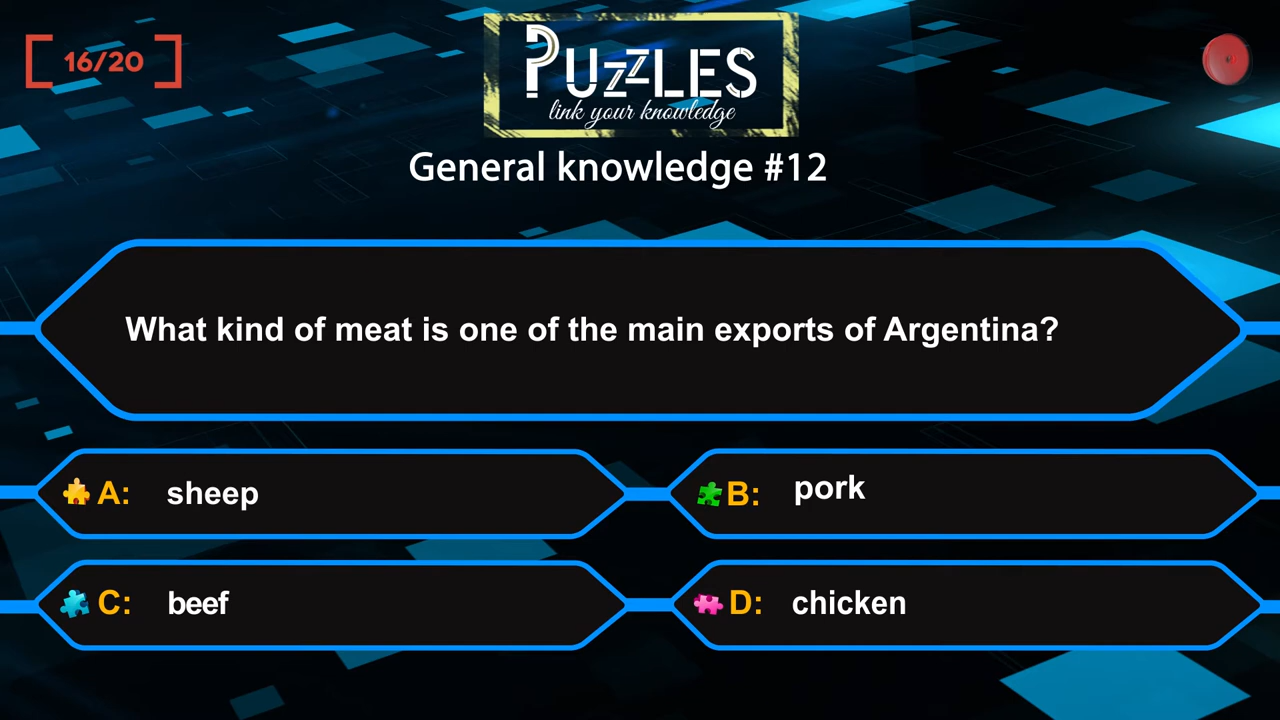 16/20
PUZZLES
link your knowledge
General knowledge #12
What kind of meat is one of the main exports of Argentina?
A: sheep
B: pork
C: beef
D: chicken